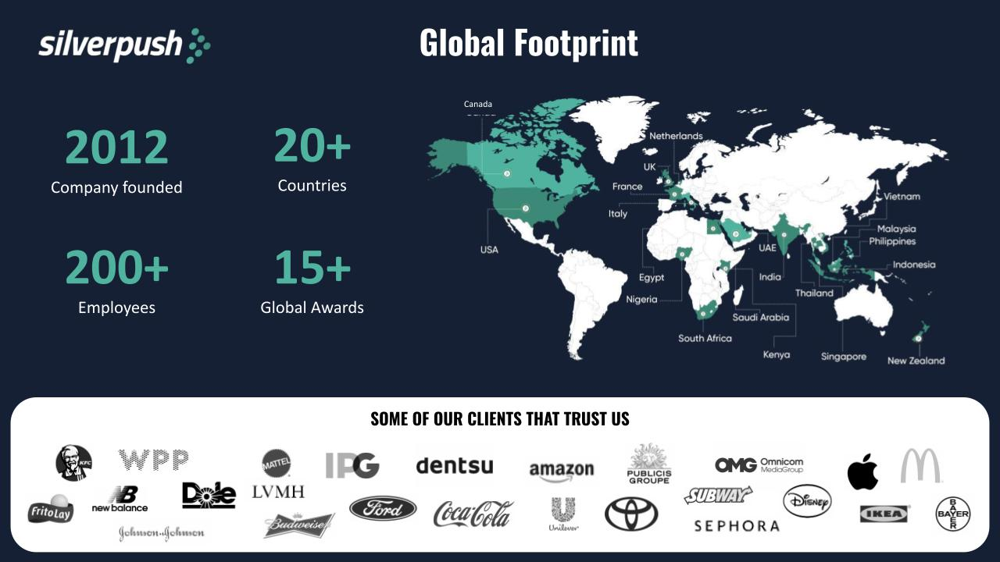 silverpush
Global Footprint
2012
Company founded
20+
Countries
200+
Employees
15+
Global Awards
Canada
Netherlands
UK
France
Italy
USA
Egypt
Nigeria
South Africa
UAE
India
Saudi Arabia
Kenya
Thailand
Singapore
Vietnam
Malaysia
Philippines
Indonesia
New Zealand
SOME OF OUR CLIENTS THAT TRUST US
KFC
WPP
MATTEL
IPG
dentsu
amazon
PUBLICIS
GROUPE
OMG Omnicom
MediaGroup
FritoLay
new balance
Dole
LVMH
Ford
Coca-Cola
Unilever
SUBWAY
Disney
IKEA
BAYER
BAYER
Johnson & Johnson
Budweiser
SEPHORA